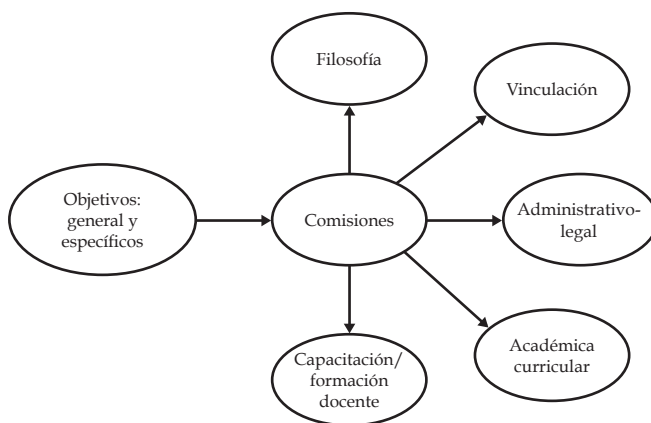 Filosofía
Vinculación
Objetivos:
general y
específicos
Comisiones
Administrativo-
legal
Académica
curricular
Capacitación/
formación
docente